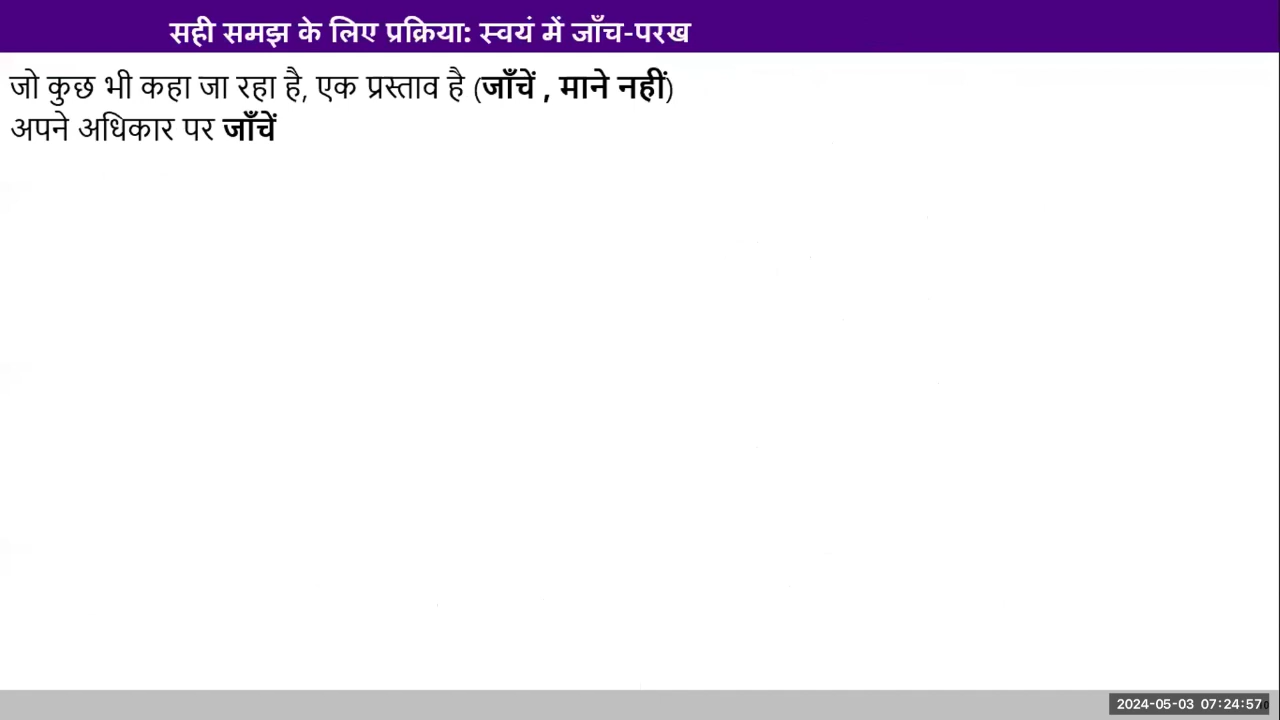 सही समझ के लिए प्रक्रिया: स्वयं में जाँच-परख
जो कुछ भी कहा जा रहा है, एक प्रस्ताव है (जाँचें , माने नहीं)
अपने अधिकार पर जाँचें
2024-05-03 07:24:57